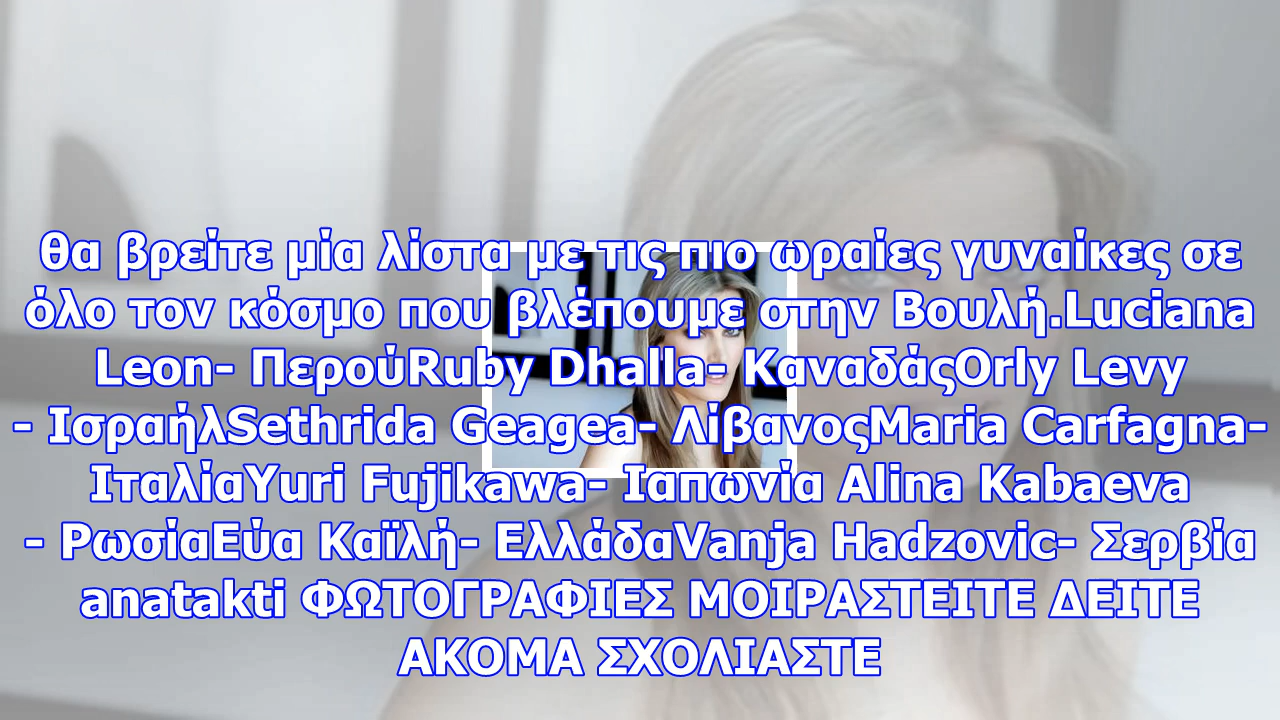 θα βρείτε μία λίστα με τις πιο ωραίες γυναίκες σε
όλο τον κόσμο που βλέπουμε στην Βουλή.Luciana
Leon- ΠερούRuby Dhalla- ΚαναδάςOrly Levy
- ΙσραήλSethrida Geagea- ΛίβανοςMaria Carfagna-
ΙταλίαYuri Fujikawa- Ιαπωνία Alina Kabaeva
- ΡωσίαΕύα Καϊλή- ΕλλάδαVanja Hadzovic- Σερβία
anatakti ΦΩΤΟΓΡΑΦΙΕΣ ΜΟΙΡΑΣΤΕΙΤΕ ΔΕΙΤΕ
ΑΚΟΜΑ ΣΧΟΛΙΑΣΤΕ